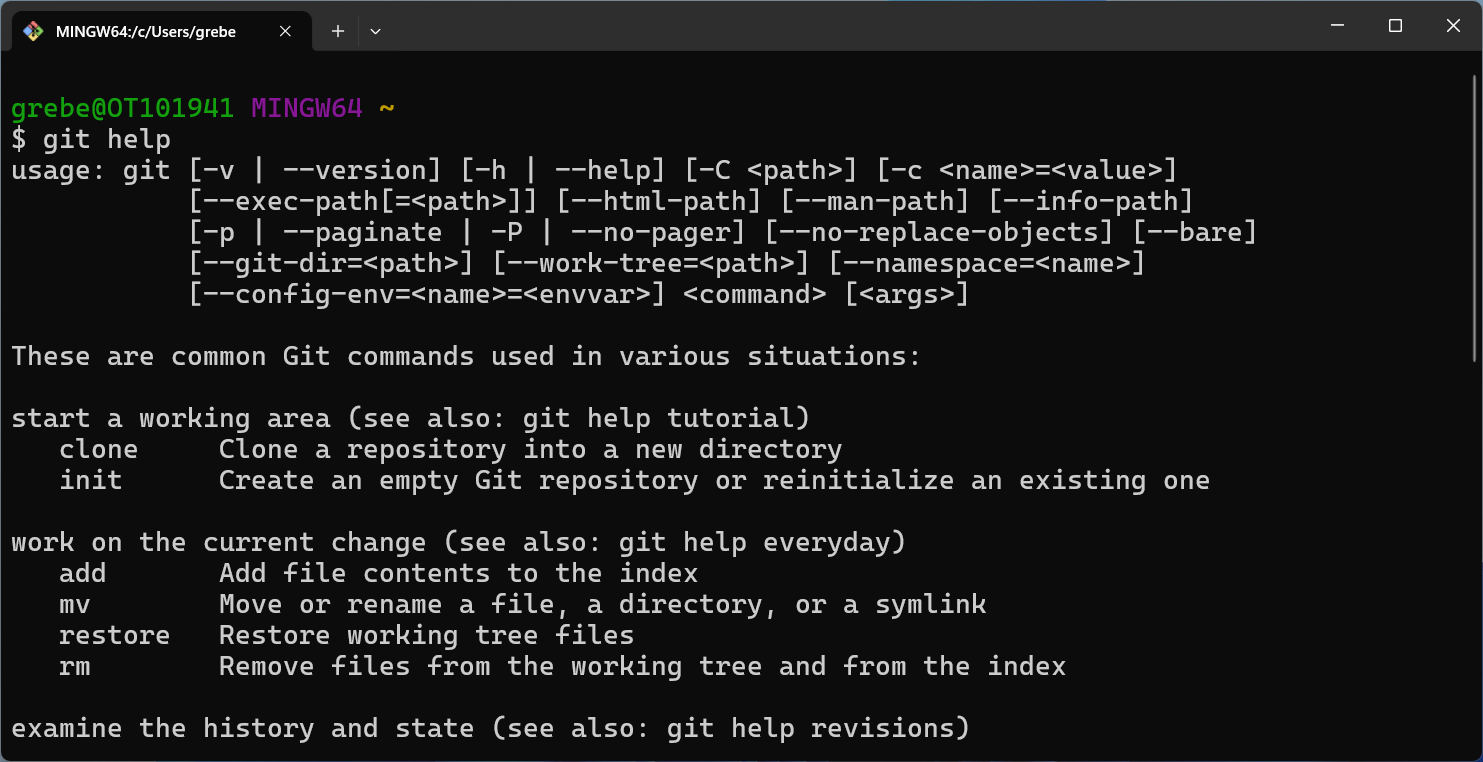 MINGW64:/c/Users/grebe
grebe@OT101941 MINGW64 ~
$ git help
usage: git [-v | --version] [-h | --help] [-C <path>] [-c <name>=<value>]
           [--exec-path[=<path>]] [--html-path] [--man-path] [--info-path]
           [-p | --paginate | -P | --no-pager] [--no-replace-objects] [--bare]
           [--git-dir=<path>] [--work-tree=<path>] [--namespace=<name>]
           [--config-env=<name>=<envvar>] <command> [<args>]

These are common Git commands used in various situations:

start a working area (see also: git help tutorial)
   clone     Clone a repository into a new directory
   init      Create an empty Git repository or reinitialize an existing one

work on the current change (see also: git help everyday)
   add       Add file contents to the index
   mv        Move or rename a file, a directory, or a symlink
   restore   Restore working tree files
   rm        Remove files from the working tree and from the index

examine the history and state (see also: git help revisions)